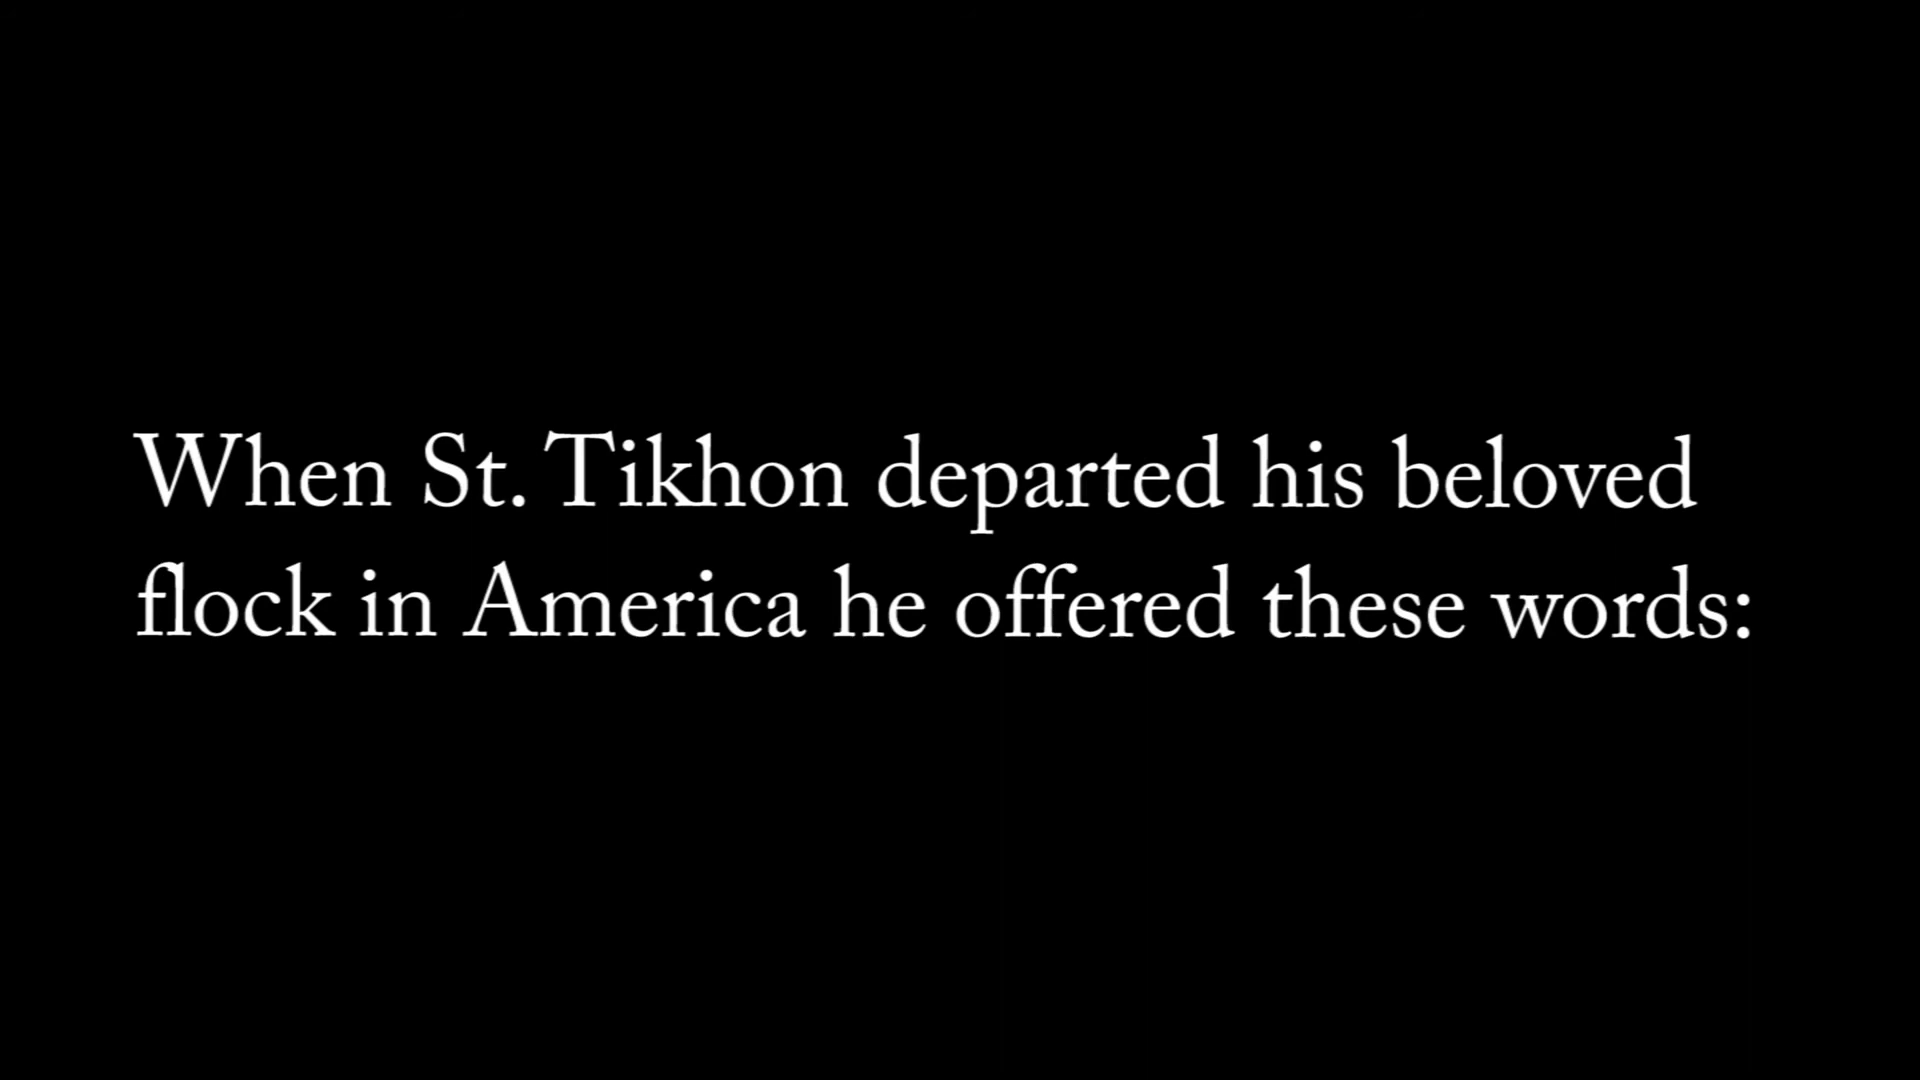 When St. Tikhon departed his beloved
flock in America he offered these words: